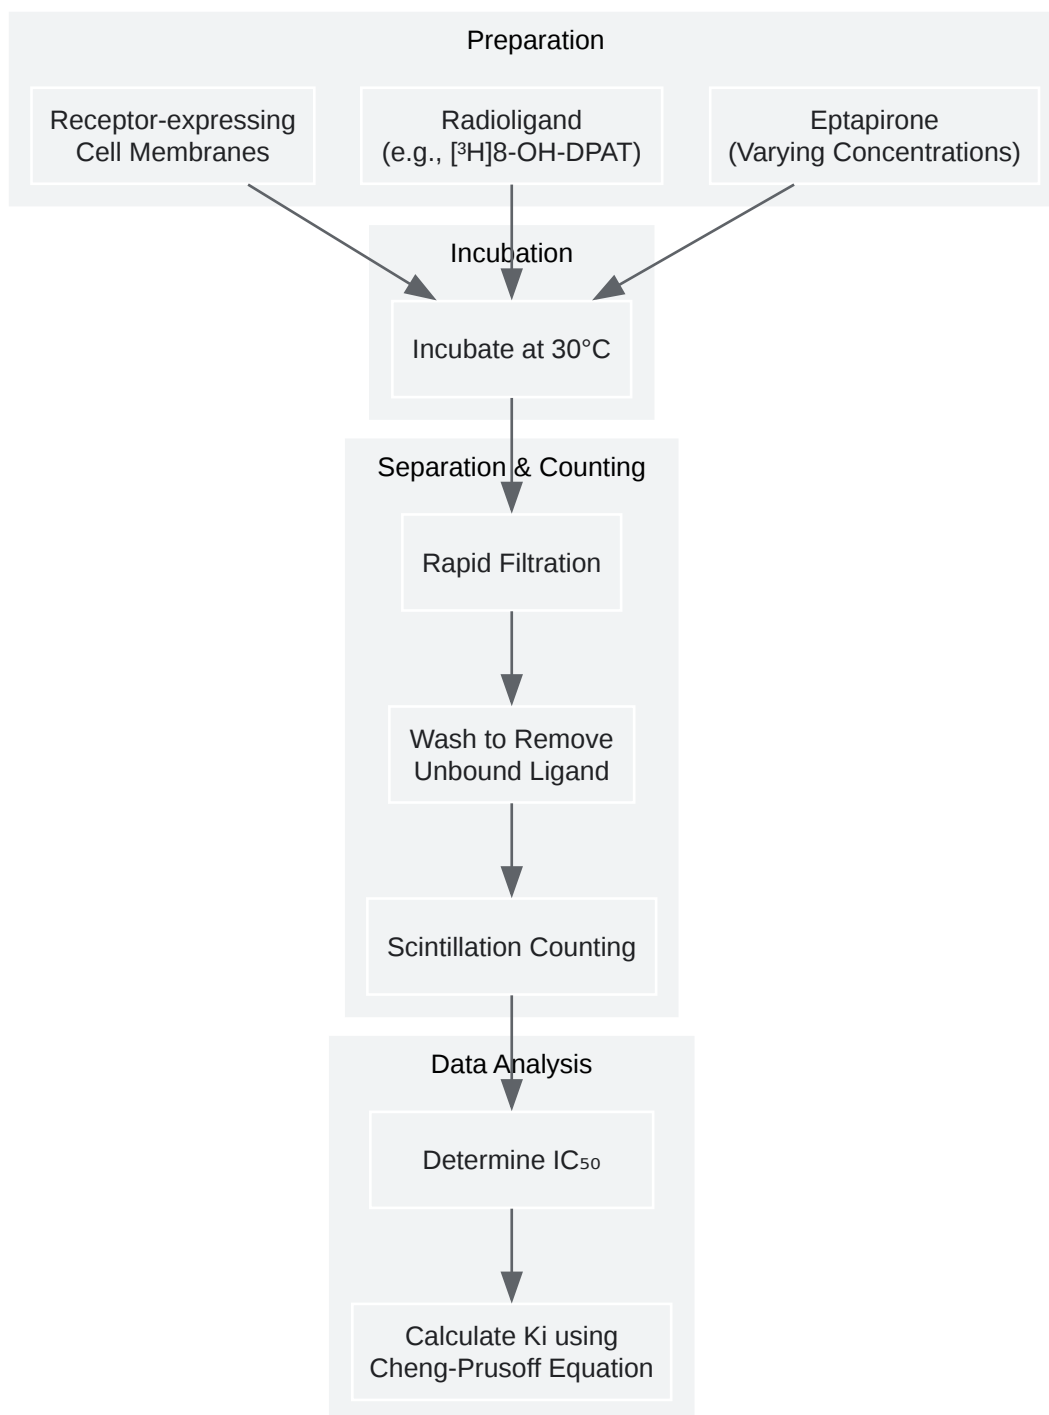 Preparation
Receptor-expressing
Cell Membranes
Radioligand
(e.g., [³H]8-OH-DPAT)
Eptapirone
(Varying Concentrations)
Incubation
Incubate at 30°C
Separation & Counting
Rapid Filtration
Wash to Remove
Unbound Ligand
Scintillation Counting
Data Analysis
Determine IC₅₀
Calculate Ki using
Cheng-Prusoff Equation